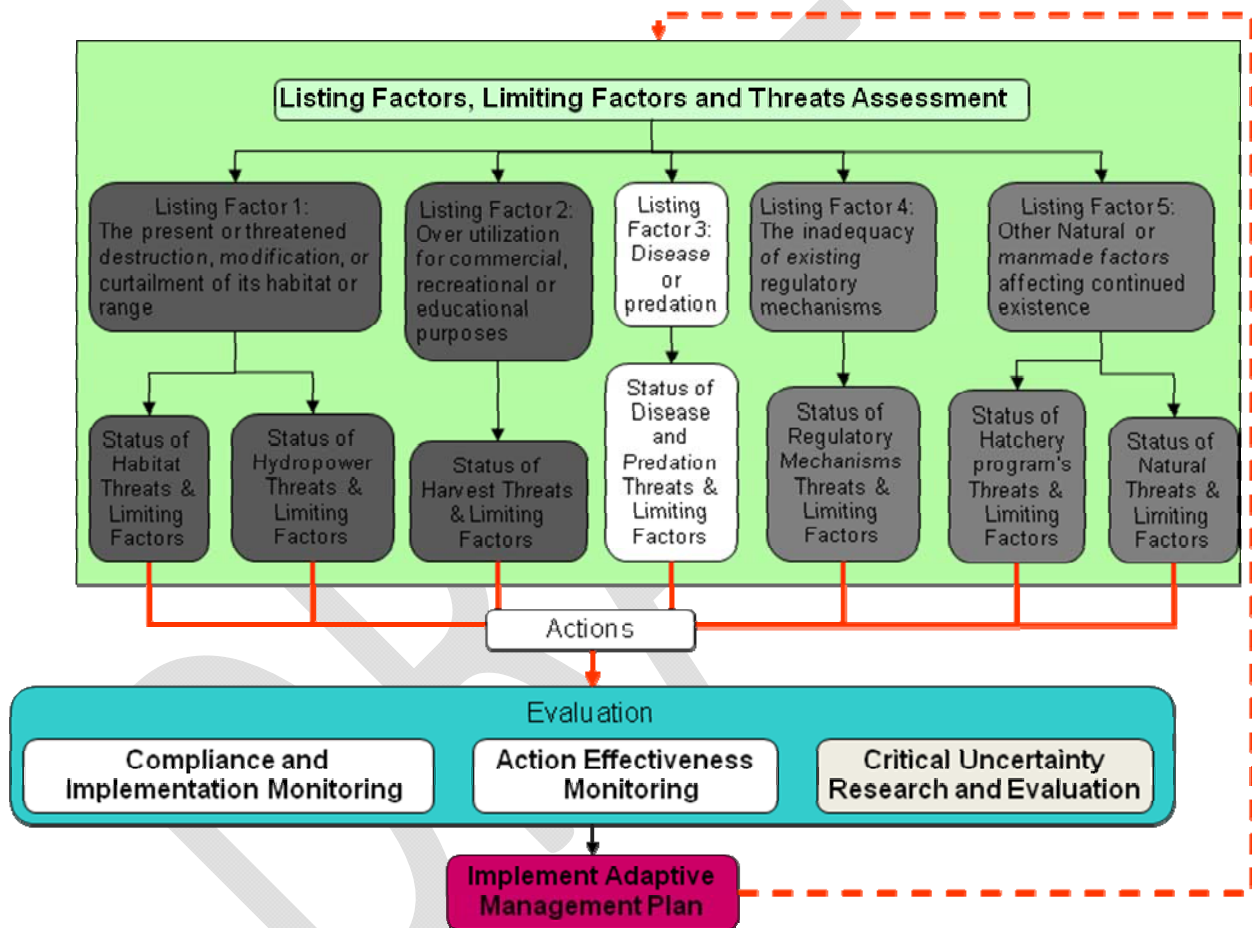 Listing Factors, Limiting Factors and Threats Assessment
Listing Factor 1:
The present or threatened
destruction, modification, or
curtailment of its habitat or
range
Listing Factor 2:
Over utilization
for commercial,
recreational or
educational
purposes
Listing
Factor 3:
Disease
or
predation
Listing Factor 4:
The inadequacy
of existing
regulatory
mechanisms
Listing Factor 5:
Other Natural or
manmade factors
affecting continued
existence
Status of
Habitat
Threats &
Limiting
Factors
Status of
Hydropower
Threats &
Limiting
Factors
Status of
Harvest Threats
& Limiting
Factors
Status of
Disease
and
Predation
Threats &
Limiting
Factors
Status of
Regulatory
Mechanisms
Threats &
Limiting
Factors
Status of
Hatchery
program's
Threats &
Limiting
Factors
Status of
Natural
Threats &
Limiting
Factors
Actions
Evaluation
Compliance and
Implementation Monitoring
Action Effectiveness
Monitoring
Critical Uncertainty
Research and Evaluation
Implement Adaptive
Management Plan